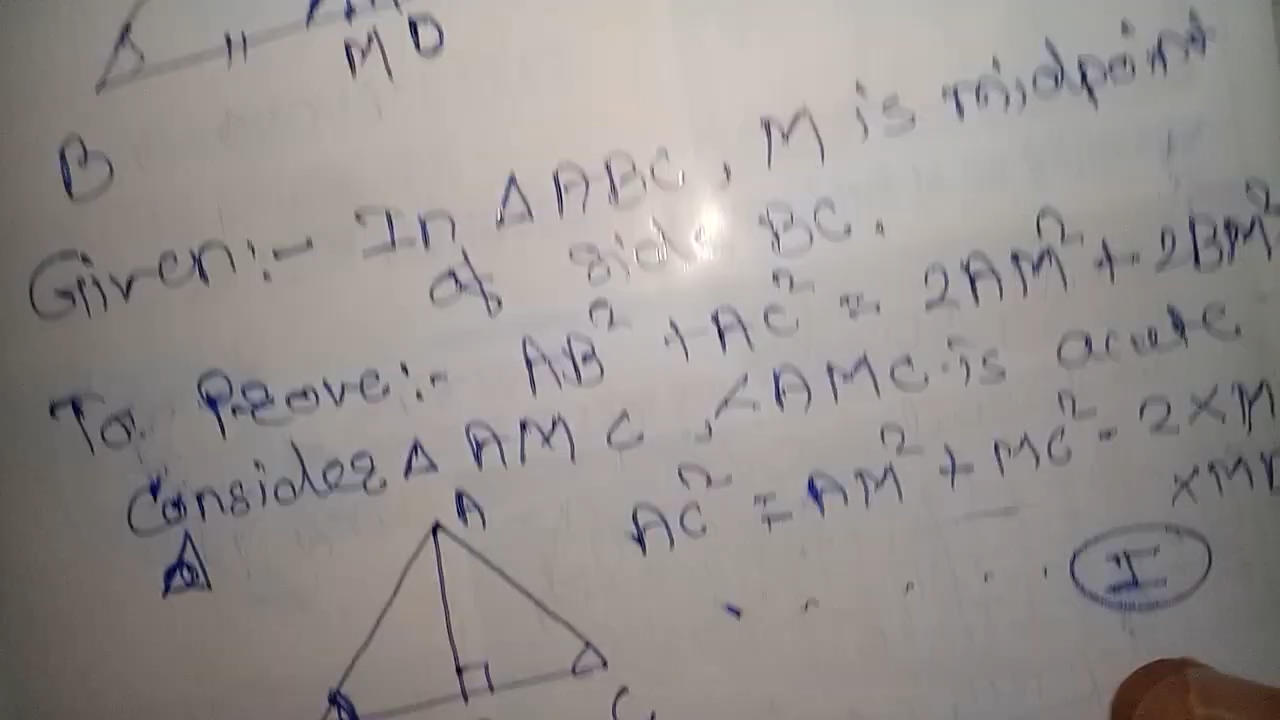 M D
B
Given:- In △ABC, M is midpoint
of side BC.
To Prove:- AB² + AC² = 2AM² + 2BM²
Consider △ AMC, <AMC is acute
AC² = AM² + MC² - 2×M
×M
.... I
A
C